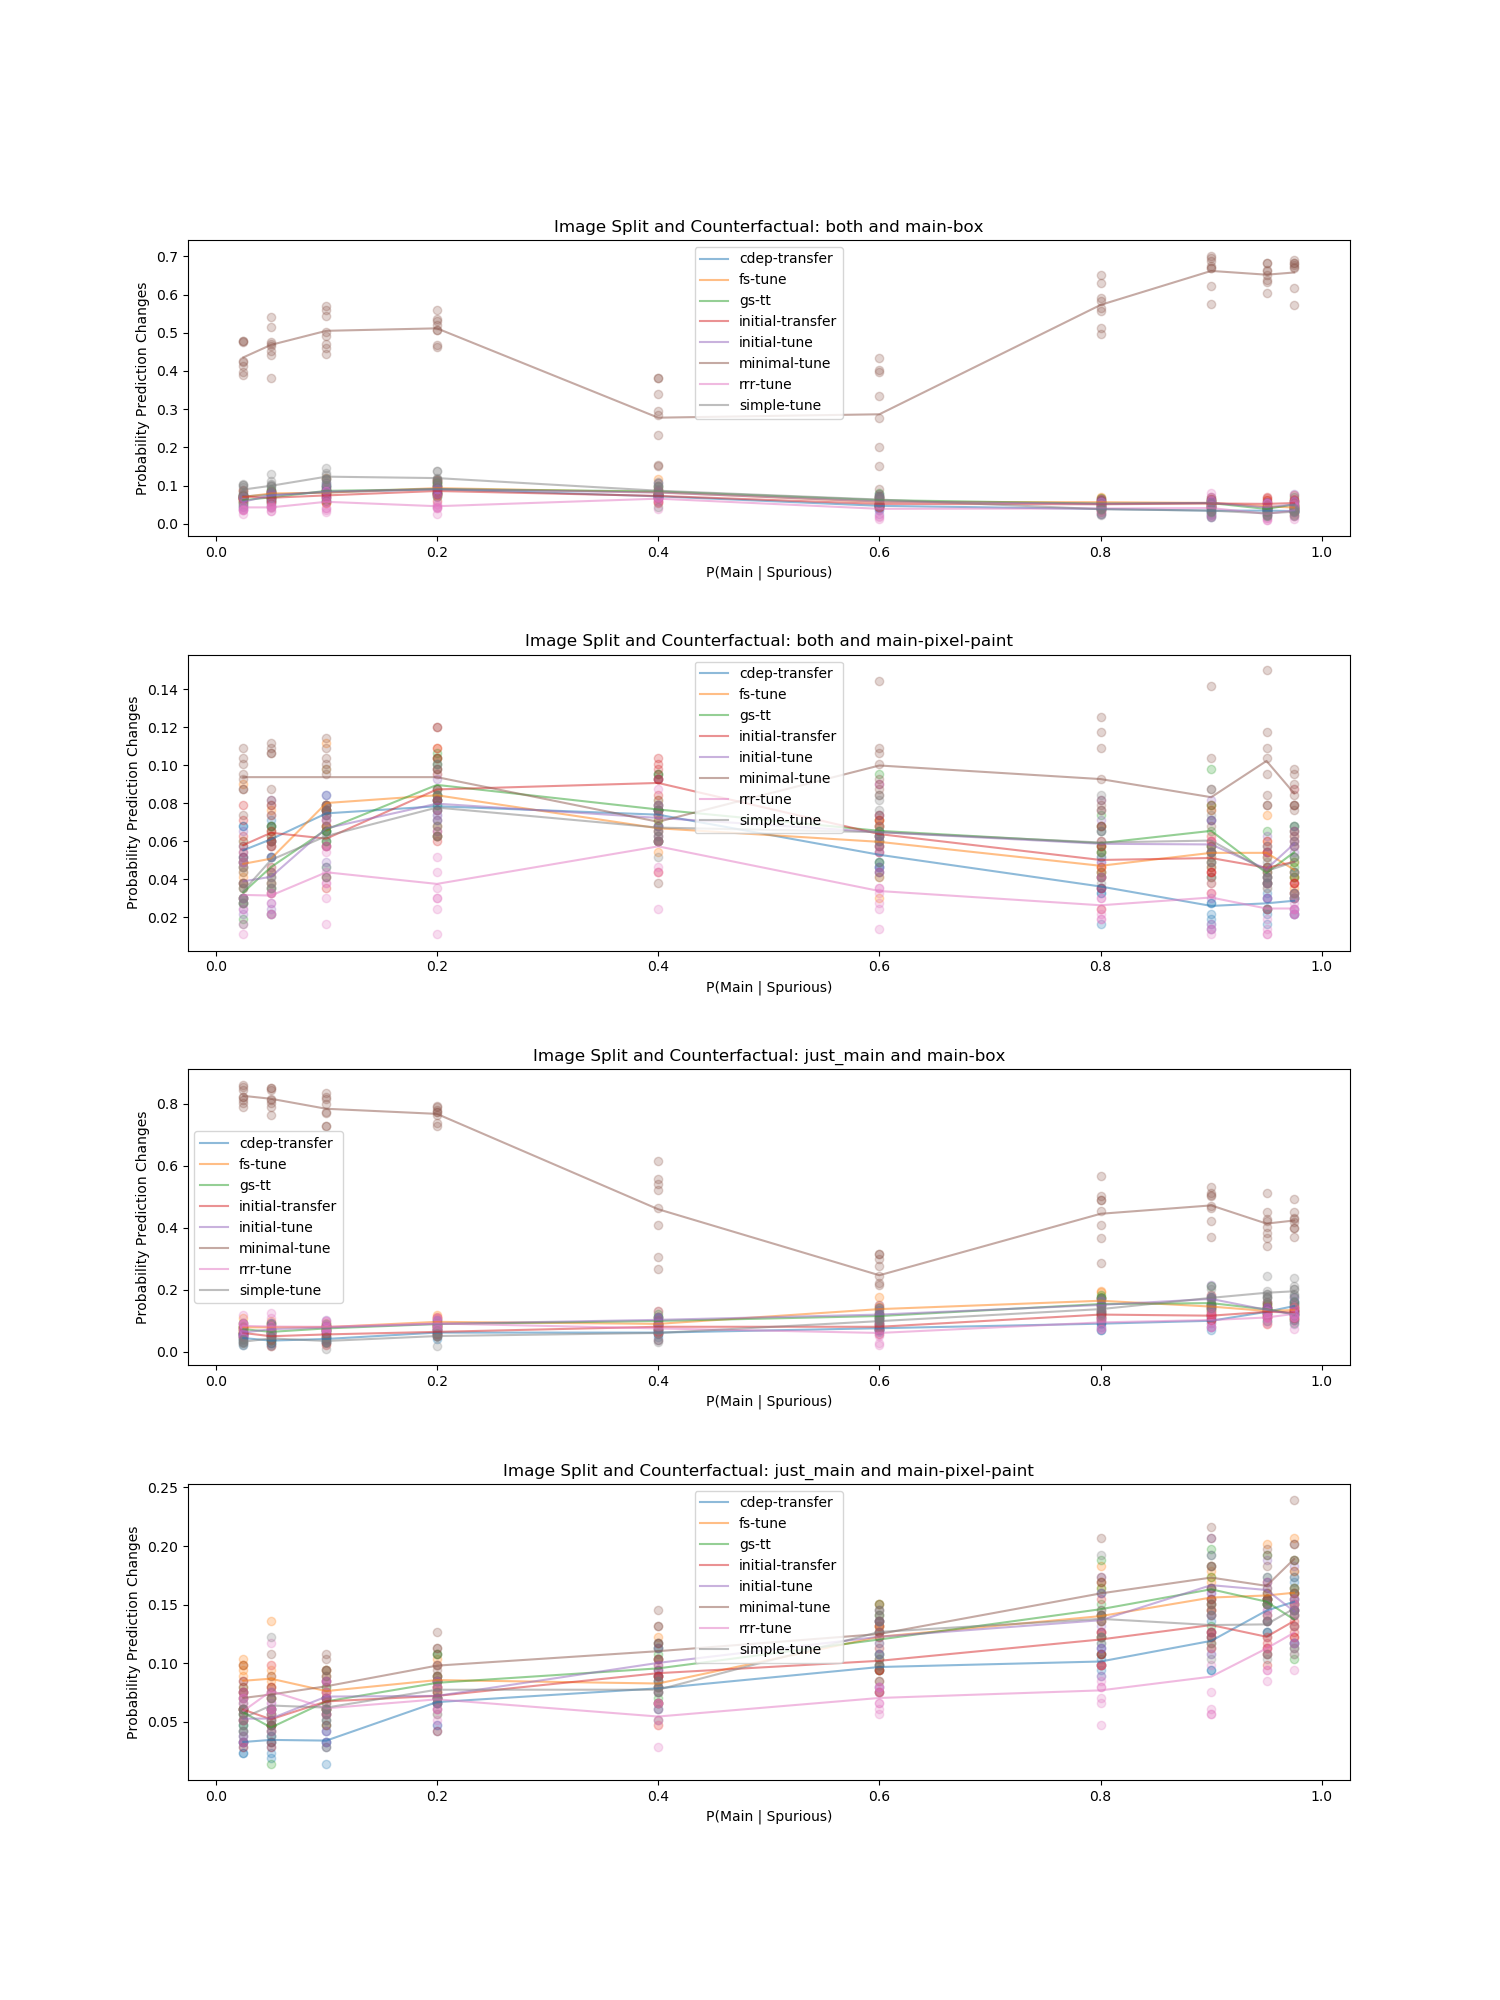 Image Split and Counterfactual: both and main-box
Probability Prediction Changes
0.7
0.6
0.5
0.4
0.3
0.2
0.1
0.0
cdep-transfer
fs-tune
gs-tt
initial-transfer
initial-tune
minimal-tune
rrr-tune
simple-tune
0.0 0.2 0.4 0.6 0.8 1.0
P(Main | Spurious)
Image Split and Counterfactual: both and main-pixel-paint
Probability Prediction Changes
0.14
0.12
0.10
0.08
0.06
0.04
0.02
cdep-transfer
fs-tune
gs-tt
initial-transfer
initial-tune
minimal-tune
rrr-tune
simple-tune
0.0 0.2 0.4 0.6 0.8 1.0
P(Main | Spurious)
Image Split and Counterfactual: just_main and main-box
Probability Prediction Changes
0.8
0.6
0.4
0.2
0.0
cdep-transfer
fs-tune
gs-tt
initial-transfer
initial-tune
minimal-tune
rrr-tune
simple-tune
0.0 0.2 0.4 0.6 0.8 1.0
P(Main | Spurious)
Image Split and Counterfactual: just_main and main-pixel-paint
Probability Prediction Changes
0.25
0.20
0.15
0.10
0.05
cdep-transfer
fs-tune
gs-tt
initial-transfer
initial-tune
minimal-tune
rrr-tune
simple-tune
0.0 0.2 0.4 0.6 0.8 1.0
P(Main | Spurious)